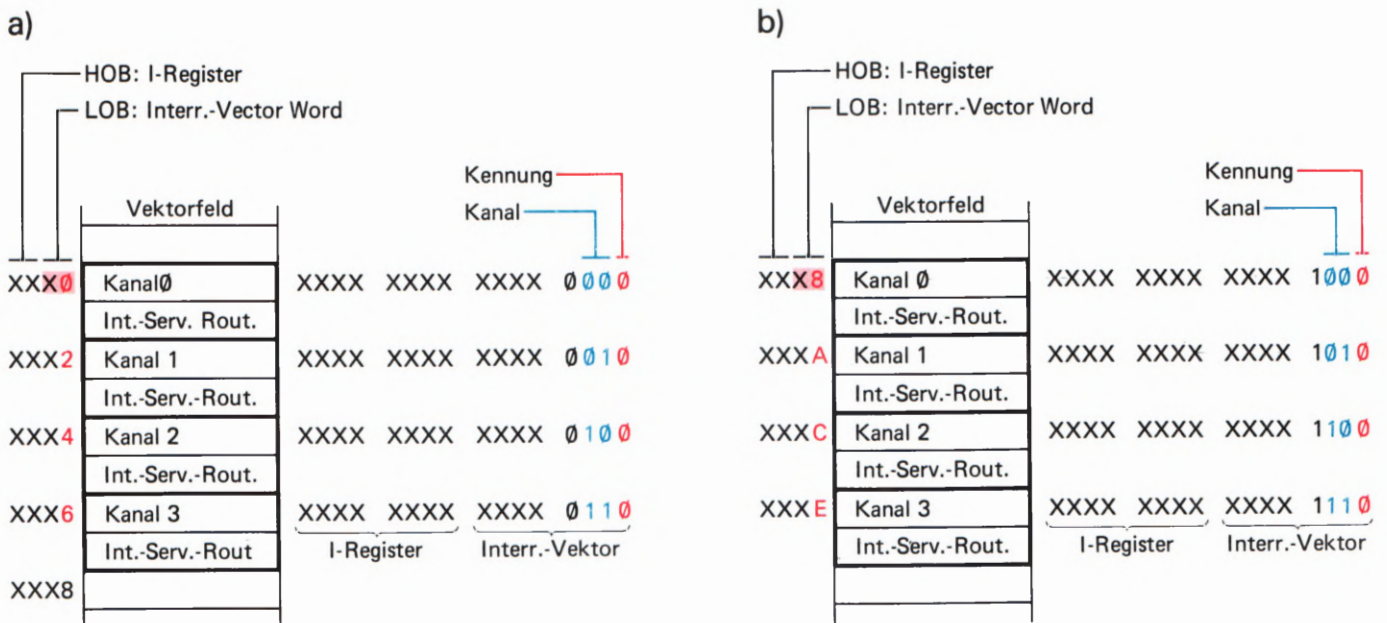 a)
HOB: I-Register
LOB: Interr.-Vector Word
Kennung
Kanal
Vektorfeld
XXXØ Kanal Ø XXXX XXXX XXXX ØØØØ
Int.-Serv. Rout.
XXX2 Kanal 1 XXXX XXXX XXXX ØØ1Ø
Int.-Serv.-Rout.
XXX4 Kanal 2 XXXX XXXX XXXX Ø1ØØ
Int.-Serv.-Rout.
XXX6 Kanal 3 XXXX XXXX XXXX Ø11Ø
Int.-Serv.-Rout
I-Register Interr.-Vektor
XXX8
b)
HOB: I-Register
LOB: Interr.-Vector Word
Kennung
Kanal
Vektorfeld
XXX8 Kanal Ø XXXX XXXX XXXX 1ØØØ
Int.-Serv-Rout.
XXXA Kanal 1 XXXX XXXX XXXX 1Ø1Ø
Int.-Serv.-Rout.
XXXC Kanal 2 XXXX XXXX XXXX 11ØØ
Int.-Serv.-Rout.
XXXE Kanal 3 XXXX XXXX XXXX 111Ø
Int.-Serv.-Rout.
I-Register Interr.-Vektor